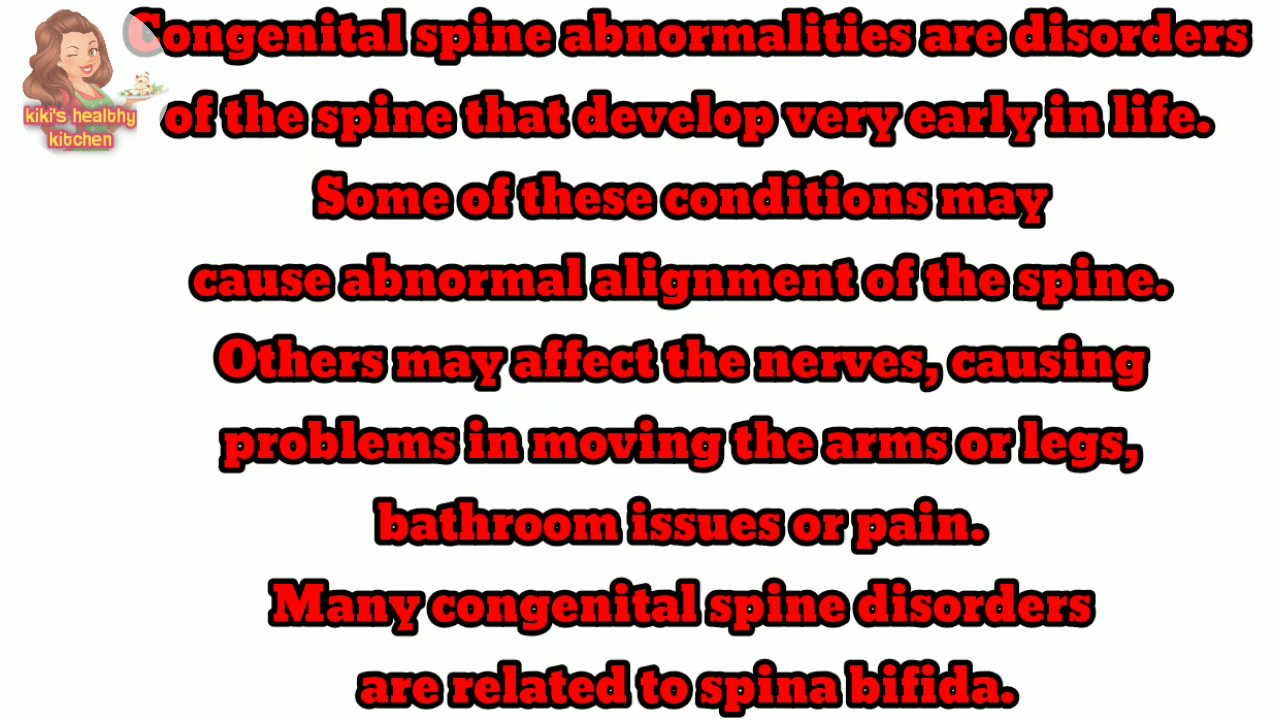 Congenital spine abnormalities are disorders
of the spine that develop very early in life.
Some of these conditions may
cause abnormal alignment of the spine.
Others may affect the nerves, causing
problems in moving the arms or legs,
bathroom issues or pain.
Many congenital spine disorders
are related to spina bifida.
kiki's healthy
kitchen